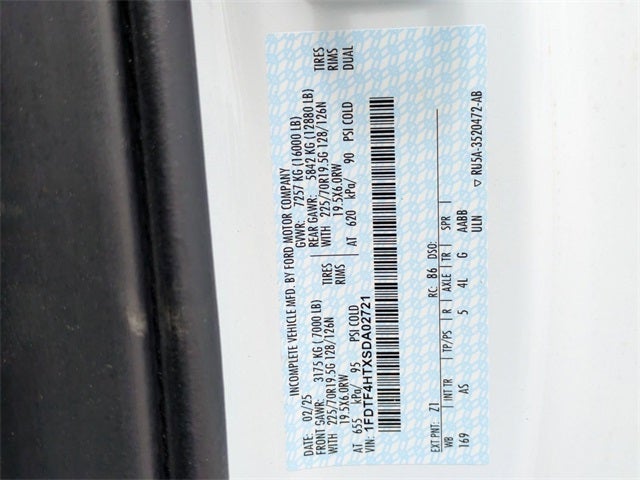 INCOMPLETE VEHICLE MFD. BY FORD MOTOR COMPANY
DATE: 02/25 GVWR: 7257 KG (16000 LB)
FRONT GAWR: 3175 KG ( 7000 LB) REAR GAWR: 5842 KG (12880 LB)
WITH 225/70R19.5G 128/126N TIRES WITH 225/70R19.5G 128/126N TIRES
19.5X6.0RW RIMS 19.5X6.0RW RIMS
AT 655 kPa/ 95 PSI COLD AT 620 kPa/ 90 PSI COLD DUAL
VIN: 1FDTF4HTXSDA02721
EXT PNT: Z1 RC: B6 DSO:
WB INT TR TP/PS R AXLE TR SPR
169 AS 5 4L G AABB
ULN
▽ RU5A-3520472-AB